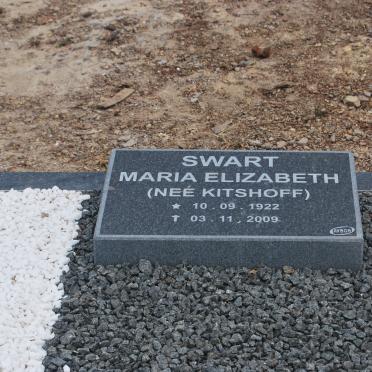 SWART
MARIA ELIZABETH
(NEÉ KITSHOFF)
★ 10 . 09 . 1922
✝ 03 . 11 . 2009